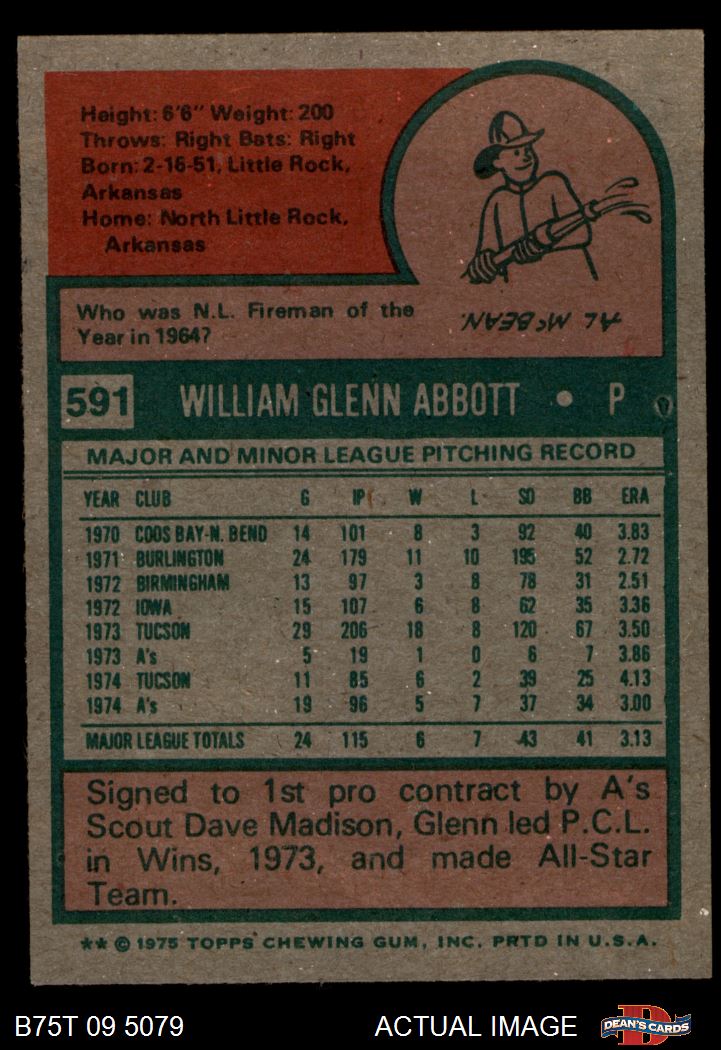 Height: 6'6" Weight: 200
Throws: Right Bats: Right
Born: 2-16-51, Little Rock,
Arkansas
Home: North Little Rock,
Arkansas
Who was N.L. Fireman of the
Year in 1964?
AL McBEAN.
591 WILLIAM GLENN ABBOTT • P
MAJOR AND MINOR LEAGUE PITCHING RECORD
YEAR CLUB G IP W L SO BB ERA
1970 COOS BAY-N. BEND 14 101 8 3 92 40 3.83
1971 BURLINGTON 24 179 11 10 195 52 2.72
1972 BIRMINGHAM 13 97 3 8 78 31 2.51
1972 IOWA 15 107 6 8 62 35 3.36
1973 TUCSON 29 206 18 8 120 67 3.50
1973 A's 5 19 1 0 6 7 3.86
1974 TUCSON 11 85 6 2 39 25 4.13
1974 A's 19 96 5 7 37 34 3.00
MAJOR LEAGUE TOTALS 24 115 6 7 43 41 3.13
Signed to 1st pro contract by A's
Scout Dave Madison, Glenn led P.C.L.
in Wins, 1973, and made All-Star
Team.
** © 1975 TOPPS CHEWING GUM, INC. PRTD IN U.S.A.
B75T 09 5079 ACTUAL IMAGE D DEAN'S CARDS